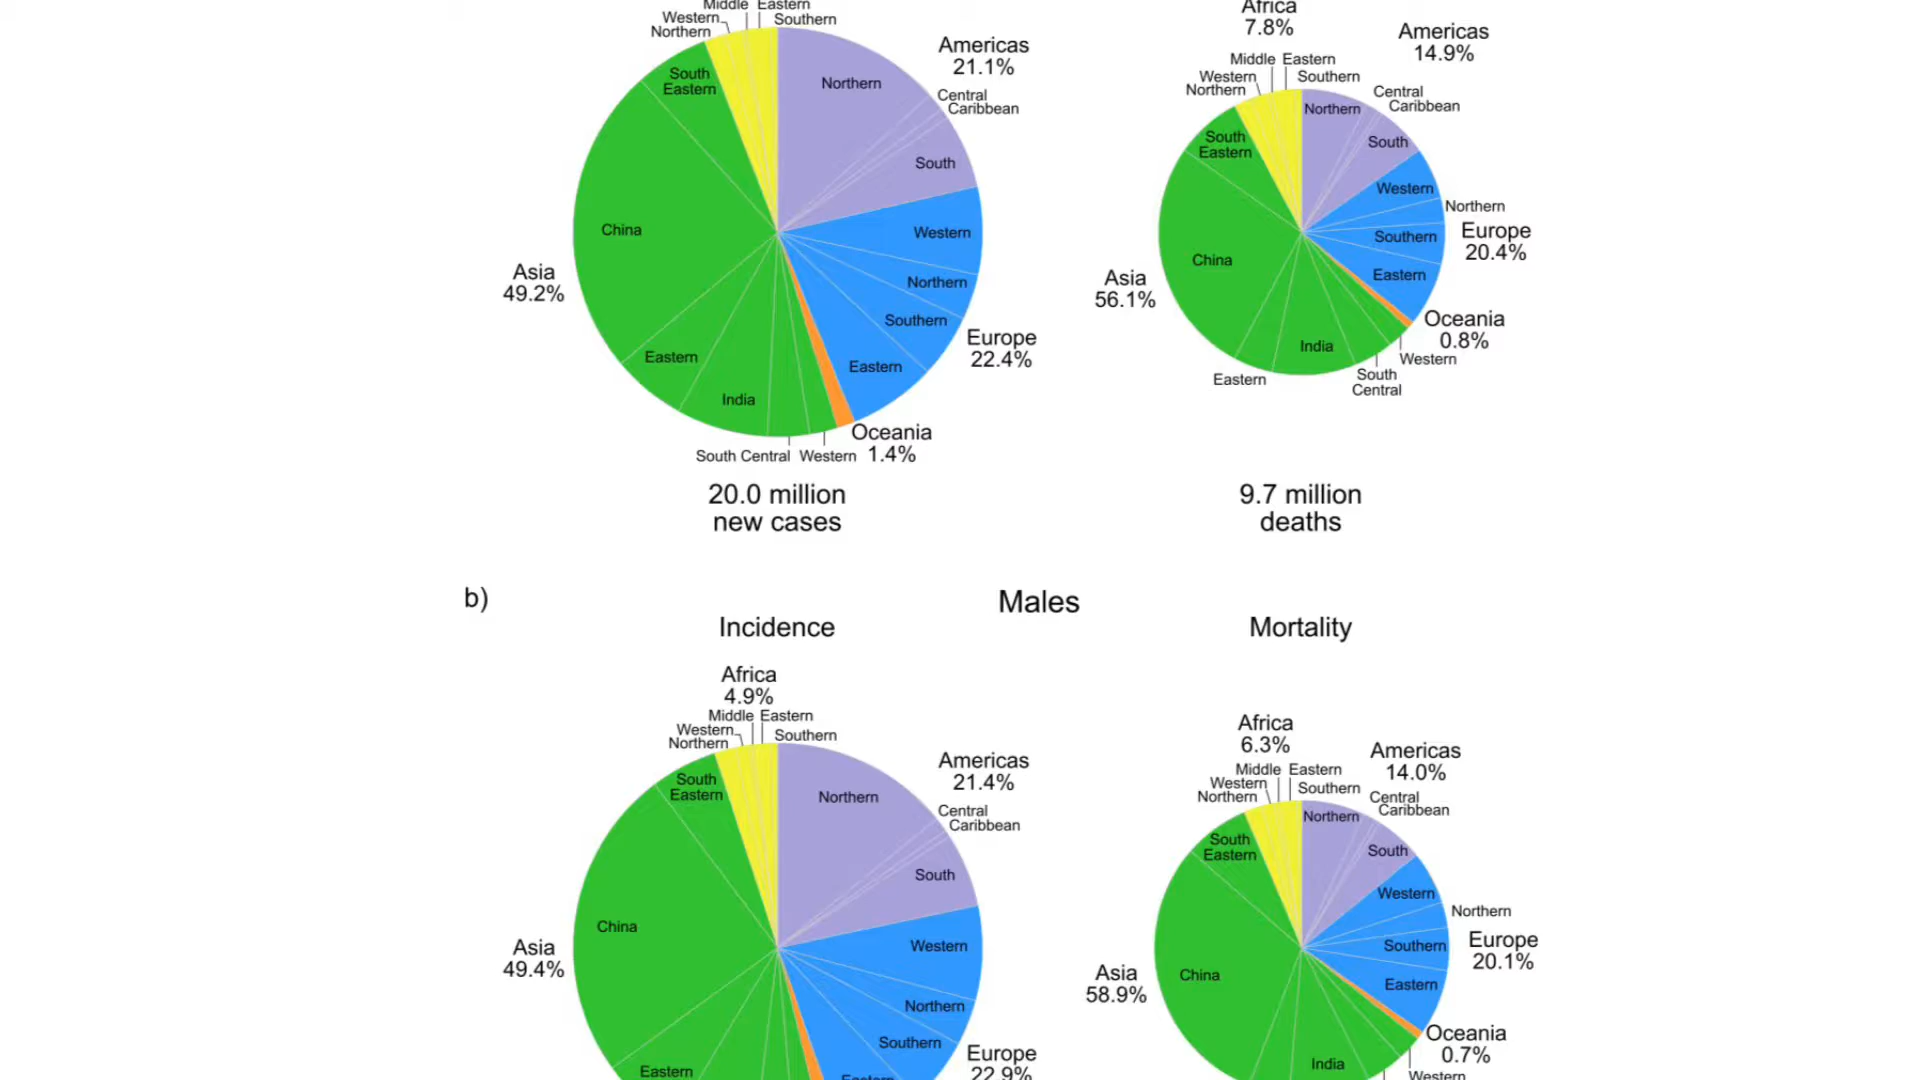 Middle Eastern
Western Southern
Northern
Americas
21.1%
Northern
Central
Caribbean
South
South
Eastern
China
Western
Northern
Southern
Eastern
Europe
22.4%
Asia
49.2%
Eastern
India
South Central Western
Oceania
1.4%
20.0 million
new cases
Africa
7.8%
Americas
14.9%
Middle Eastern
Western Southern
Northern
Northern
Central
Caribbean
South
South
Eastern
Western
Northern
Southern
Eastern
Europe
20.4%
China
Asia
56.1%
Oceania
0.8%
India
Western
South
Central
Eastern
9.7 million
deaths
b)
Males
Incidence
Mortality
Africa
4.9%
Middle Eastern
Western Southern
Northern
Americas
21.4%
South
Eastern
Northern
Central
Caribbean
South
China
Western
Asia
49.4%
Northern
Southern
Europe
22.9%
Eastern
Eastern
Africa
6.3%
Americas
14.0%
Middle Eastern
Western Southern
Northern
Central
Caribbean
Northern
South
Eastern
South
Western
Northern
Southern
Europe
20.1%
China
Asia
58.9%
Eastern
Oceania
0.7%
India
Western